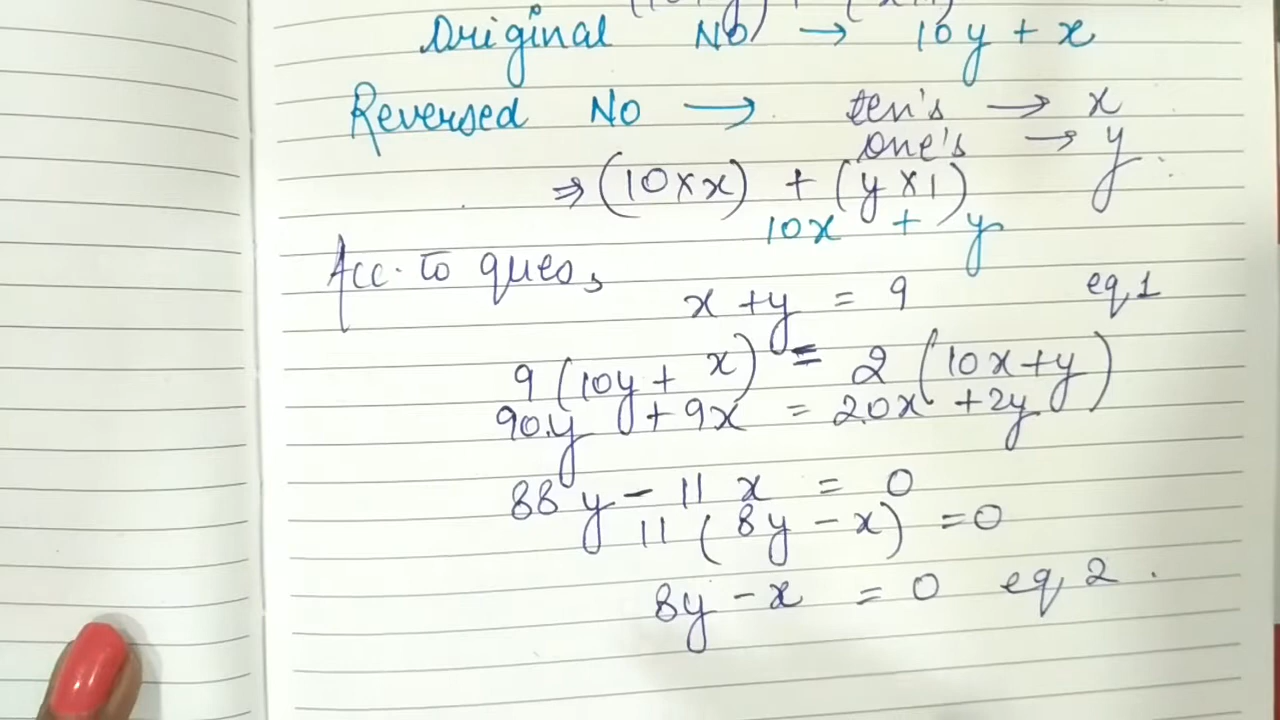 Original No → 10y + x
Reversed No → ten's → x
one's → y
⇒ (10×x) + (y×1)
10x + y
Acc. to ques,
x + y = 9 eq 1
9 (10y + x) = 2 (10x+y)
90y + 9x = 20x + 2y
88y - 11x = 0
11 (8y - x) = 0
8y - x = 0 eq 2.